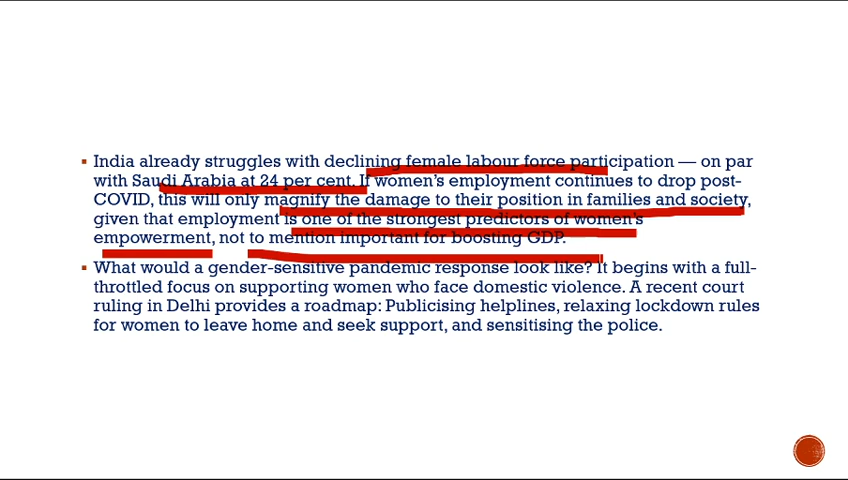 India already struggles with declining female labour force participation — on par
with Saudi Arabia at 24 per cent. If women's employment continues to drop post-
COVID, this will only magnify the damage to their position in families and society,
given that employment is one of the strongest predictors of women's
empowerment, not to mention important for boosting GDP.
What would a gender-sensitive pandemic response look like? It begins with a full-
throttled focus on supporting women who face domestic violence. A recent court
ruling in Delhi provides a roadmap: Publicising helplines, relaxing lockdown rules
for women to leave home and seek support, and sensitising the police.